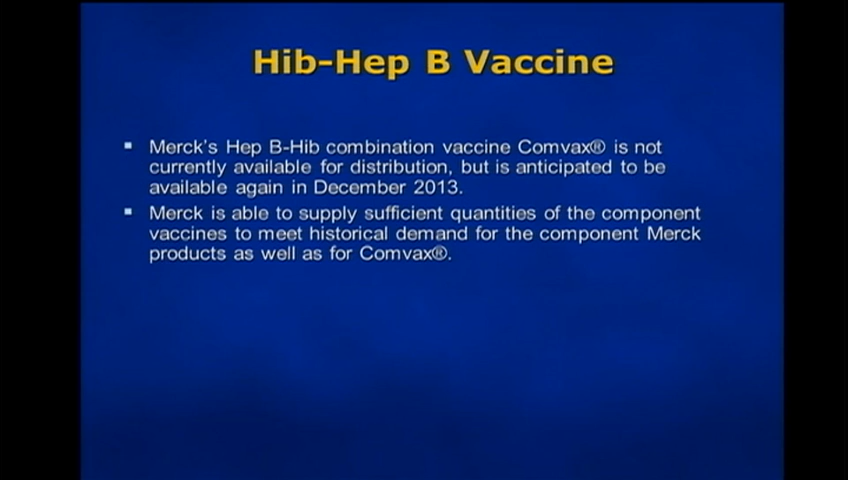 Hib-Hep B Vaccine
▪ Merck's Hep B-Hib combination vaccine Comvax® is not
currently available for distribution, but is anticipated to be
available again in December 2013.
▪ Merck is able to supply sufficient quantities of the component
vaccines to meet historical demand for the component Merck
products as well as for Comvax®.